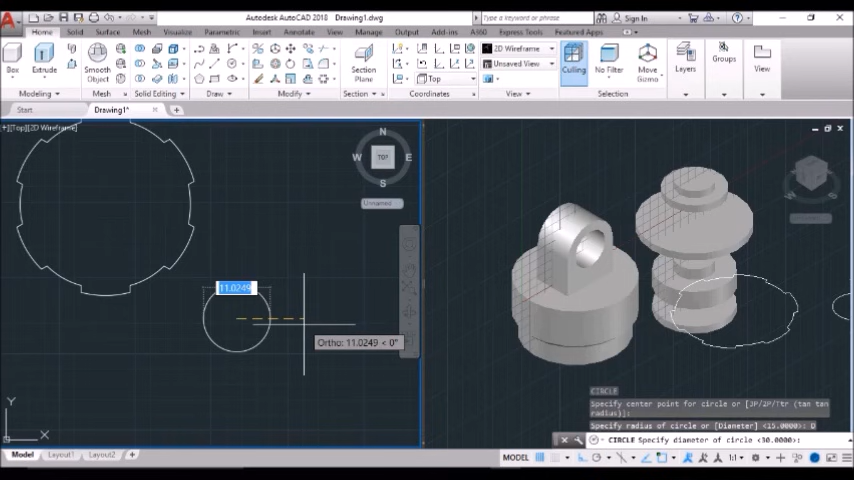 Autodesk AutoCAD 2018   Drawing1.dwg
Type a keyword or phrase
Sign In
Home
Solid
Surface
Mesh
Visualize
Parametric
Insert
Annotate
View
Manage
Output
Add-ins
A360
Express Tools
Featured Apps
Box
Extrude
Smooth
Object
Section
Plane
2D Wireframe
Unsaved View
Top
Culling
No Filter
Move
Gizmo
Layers
Groups
View
Modeling
Mesh
Solid Editing
Draw
Modify
Section
Coordinates
View
Selection
Start
Drawing1*
[+][Top][2D Wireframe]
N
W
TOP
E
S
Unnamed
11.0249
Ortho: 11.0249 < 0°
Y
X
CIRCLE
Specify center point for circle or [3P/2P/Ttr (tan tan
radius)]:
Specify radius of circle or [Diameter] <15.0000>: D
CIRCLE Specify diameter of circle <30.0000>:
Model
Layout1
Layout2
+
MODEL
1:1